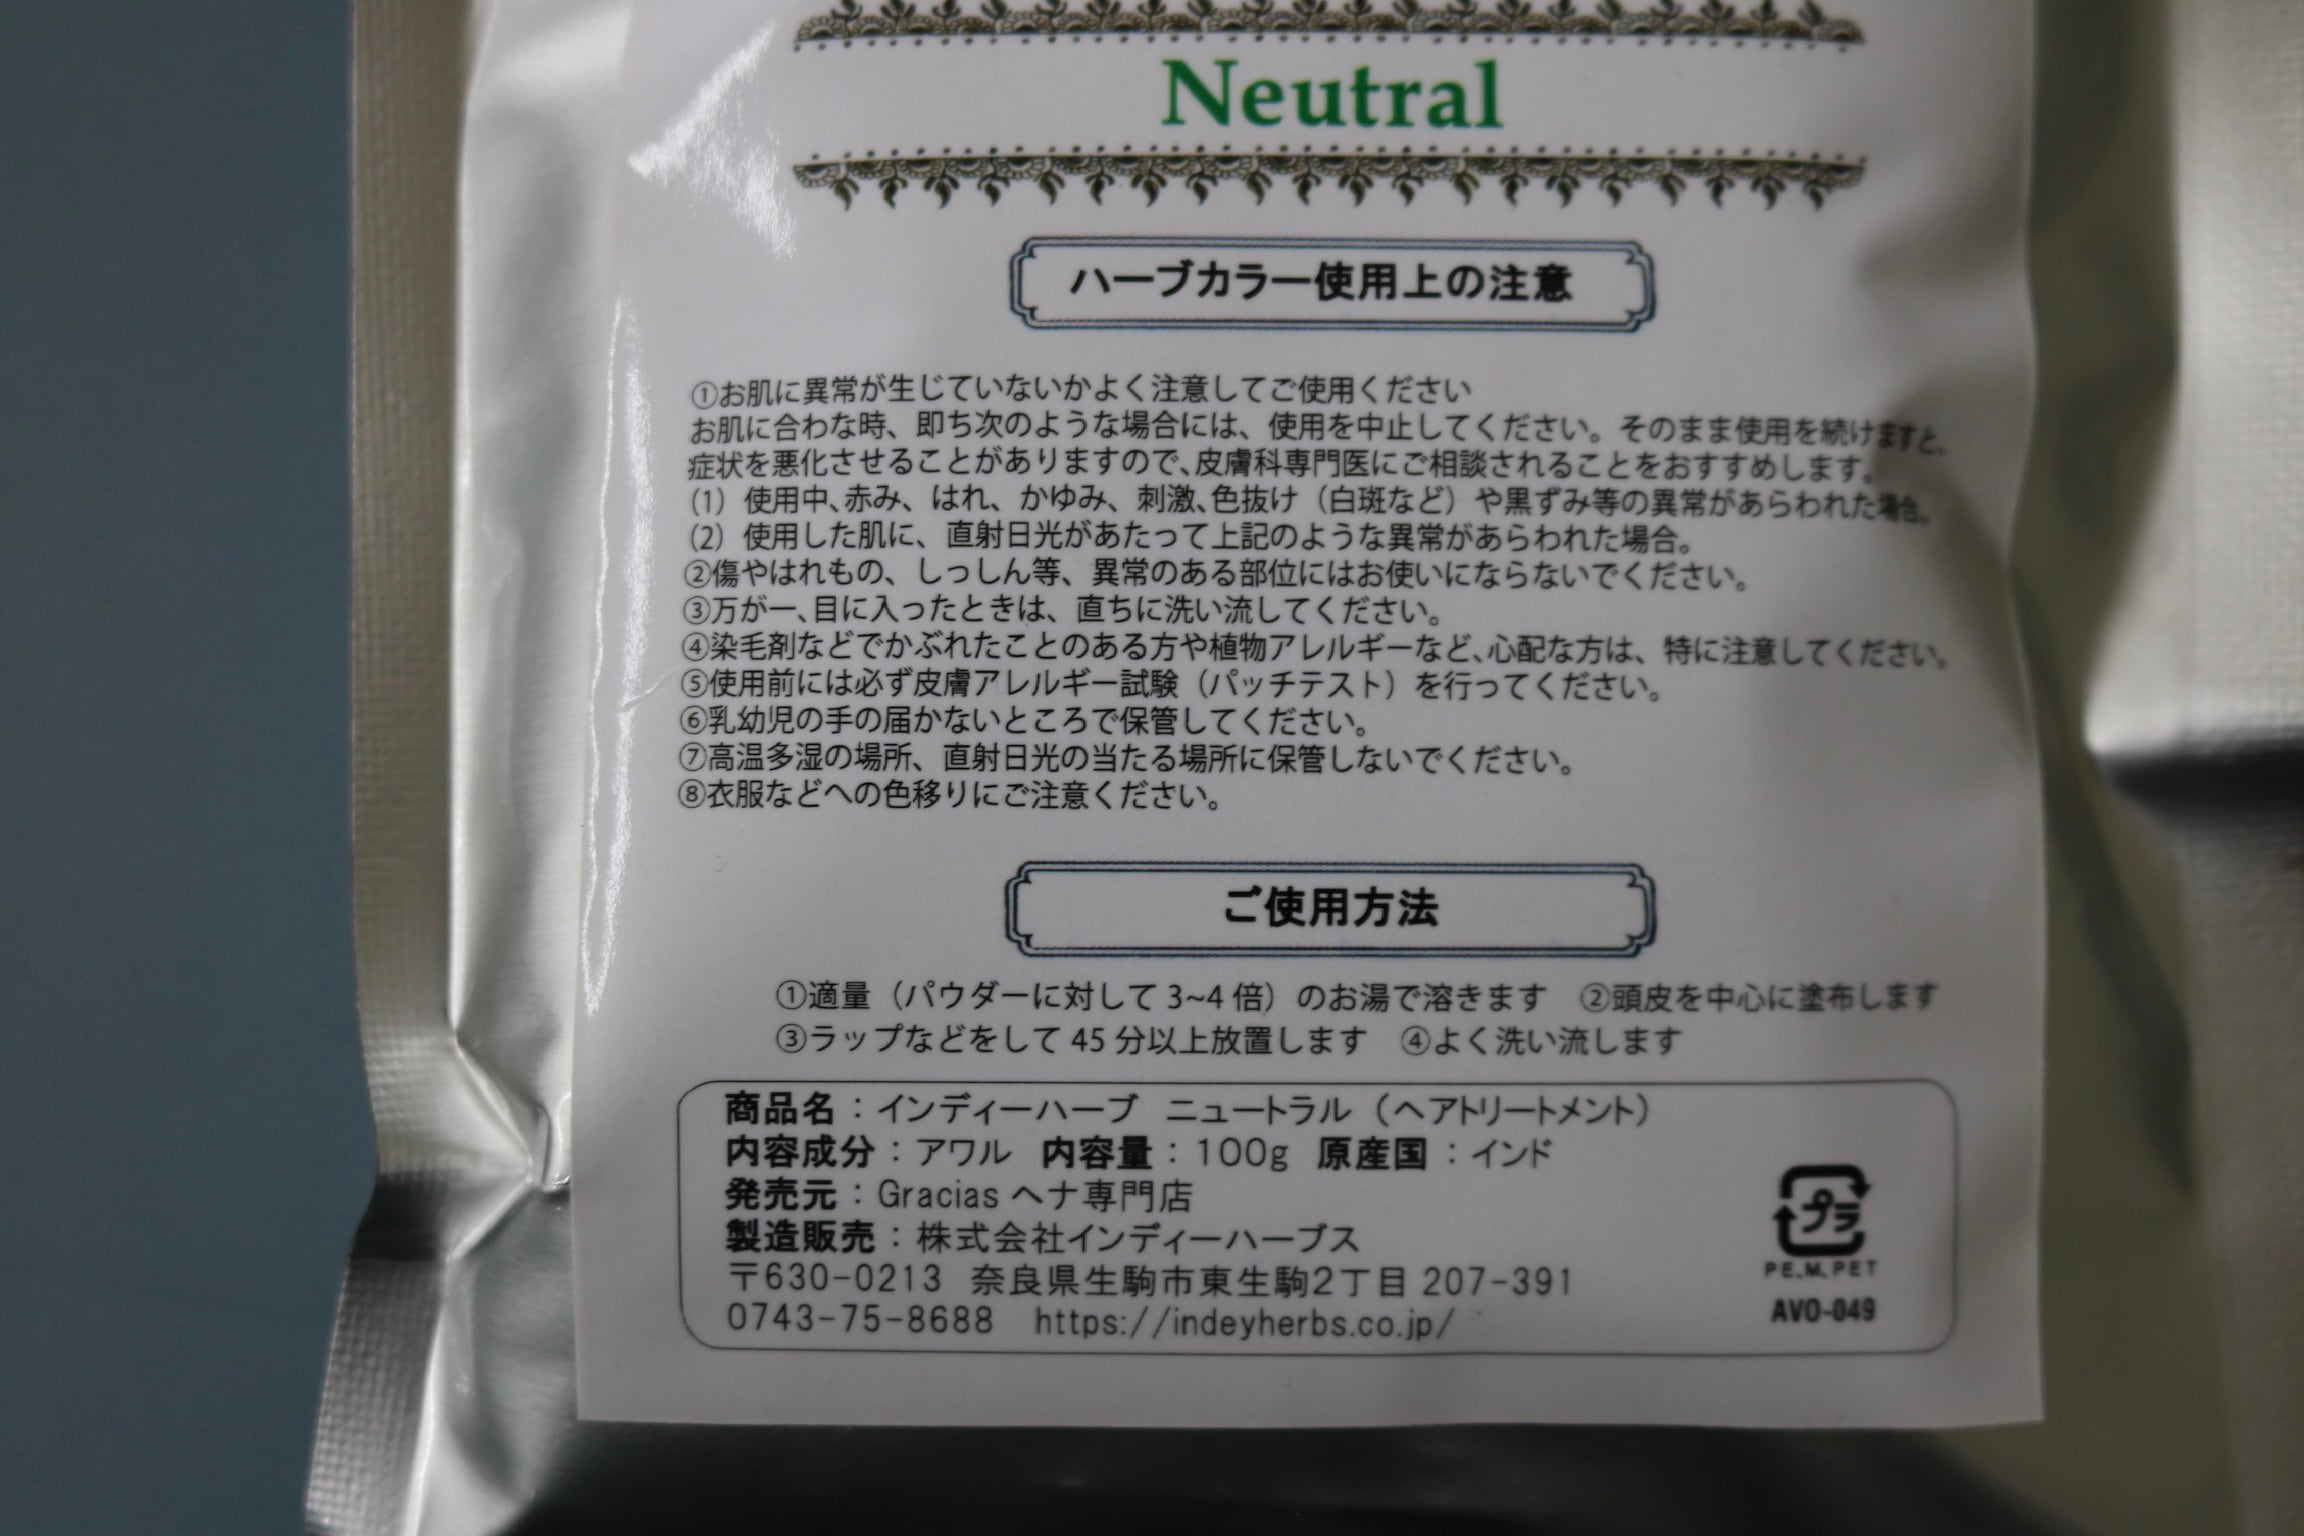 Neutral
ハーブカラー使用上の注意
①お肌に異常が生じていないかよく注意してご使用ください
お肌に合わな時、即ち次のような場合には、使用を中止してください。そのまま使用を続けますと、
症状を悪化させることがありますので、皮膚科専門医にご相談されることをおすすめします。
(1) 使用中、赤み、はれ、かゆみ、刺激、色抜け（白斑など）や黒ずみ等の異常があらわれた場合。
(2) 使用した肌に、直射日光があたって上記のような異常があらわれた場合。
②傷やはれもの、しっしん等、異常のある部位にはお使いにならないでください。
③万が一、目に入ったときは、直ちに洗い流してください。
④染毛剤などでかぶれたことのある方や植物アレルギーなど、心配な方は、特に注意してください。
⑤使用前には必ず皮膚アレルギー試験（パッチテスト）を行ってください。
⑥乳幼児の手の届かないところで保管してください。
⑦高温多湿の場所、直射日光の当たる場所に保管しないでください。
⑧衣服などへの色移りにご注意ください。
ご使用方法
①適量（パウダーに対して3~4倍）のお湯で溶きます ②頭皮を中心に塗布します
③ラップなどをして45分以上放置します ④よく洗い流します
商品名：インディーハーブ ニュートラル（ヘアトリートメント）
内容成分：アワル 内容量：100g 原産国：インド
発売元：Gracias ヘナ専門店
製造販売：株式会社インディーハーブス
〒630-0213 奈良県生駒市東生駒2丁目207-391
0743-75-8688 https://indeyherbs.co.jp/
プラ
PE、M、PET
AVO-049